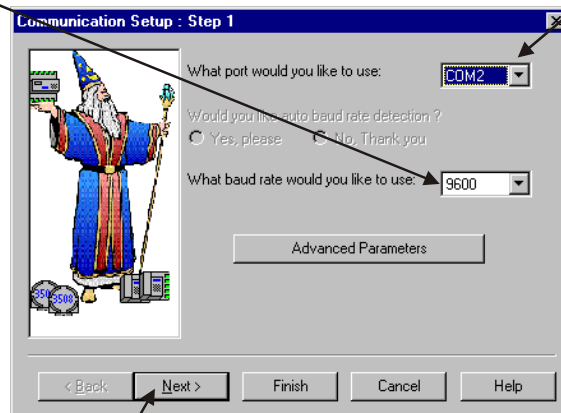 Communication Setup : Step 1
What port would you like to use:
COM2
Would you like auto baud rate detection ?
Yes, please
No, Thank you
What baud rate would you like to use:
9600
Advanced Parameters
3508
< Back
Next >
Finish
Cancel
Help